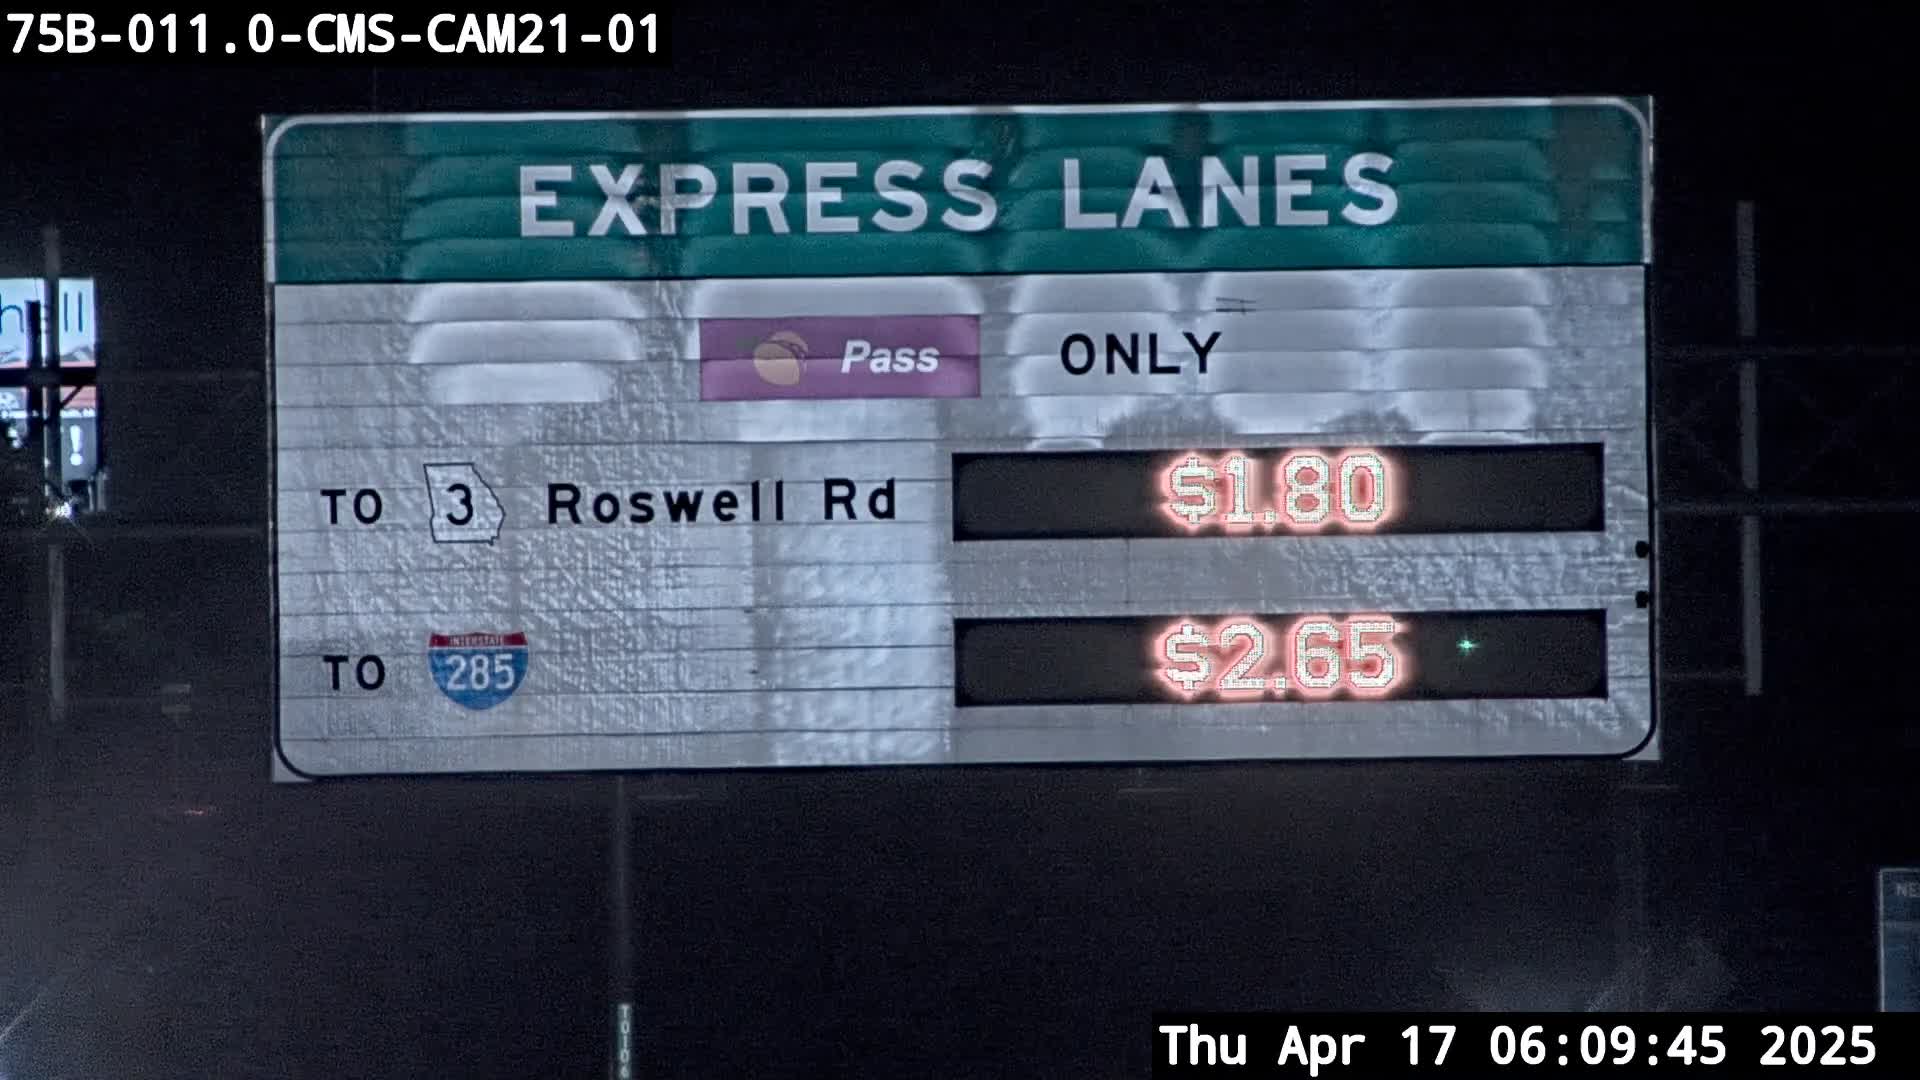 75B-011.0-CMS-CAM21-01
EXPRESS LANES
Pass ONLY
TO 3 Roswell Rd $1.80
TO INTERSTATE 285 $2.65
Thu Apr 17 06:09:45 2025